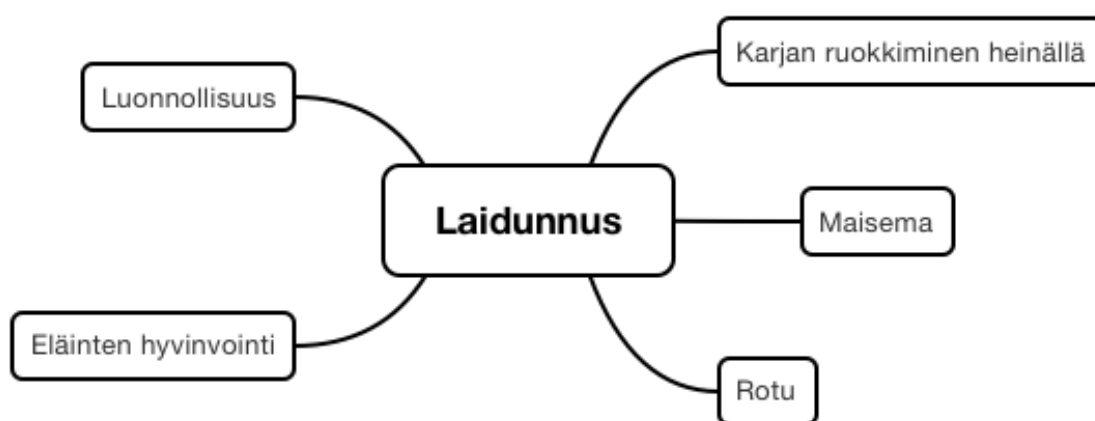 Karjan ruokkiminen heinällä
Luonnollisuus
Laidunnus
Maisema
Eläinten hyvinvointi
Rotu